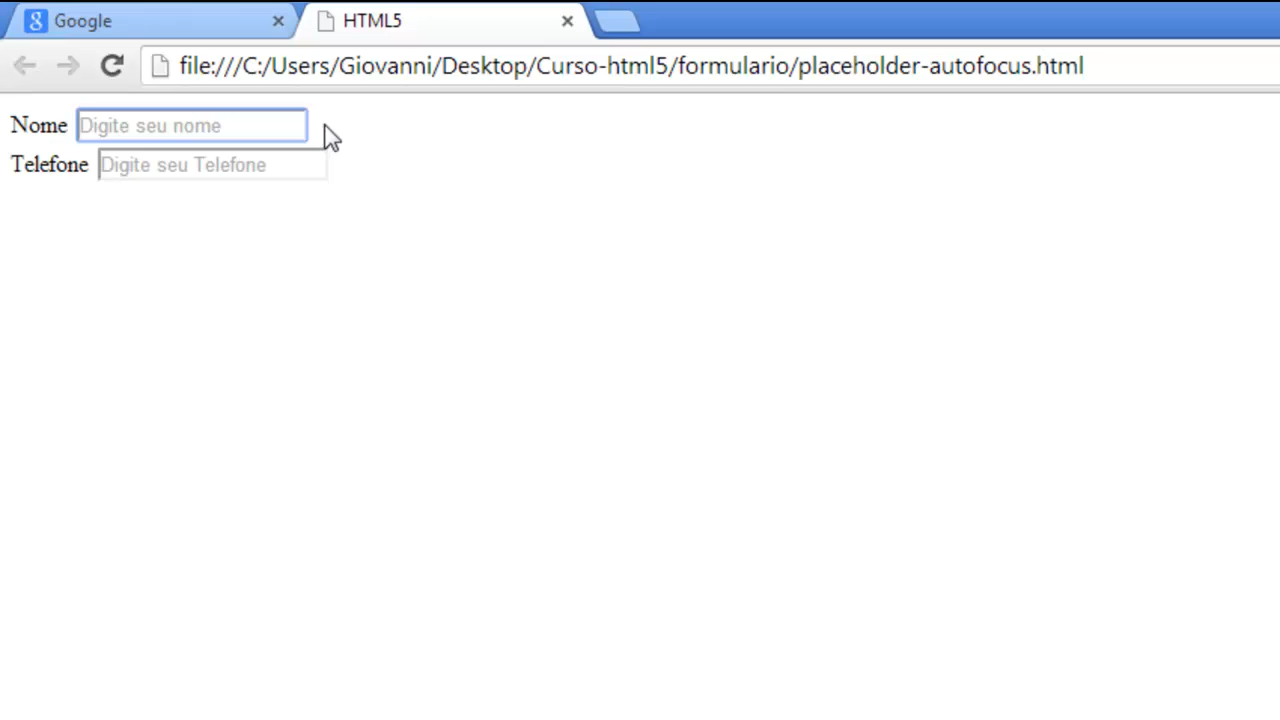 Google
HTML5
file:///C:/Users/Giovanni/Desktop/Curso-html5/formulario/placeholder-autofocus.html
Nome Digite seu nome
Telefone Digite seu Telefone